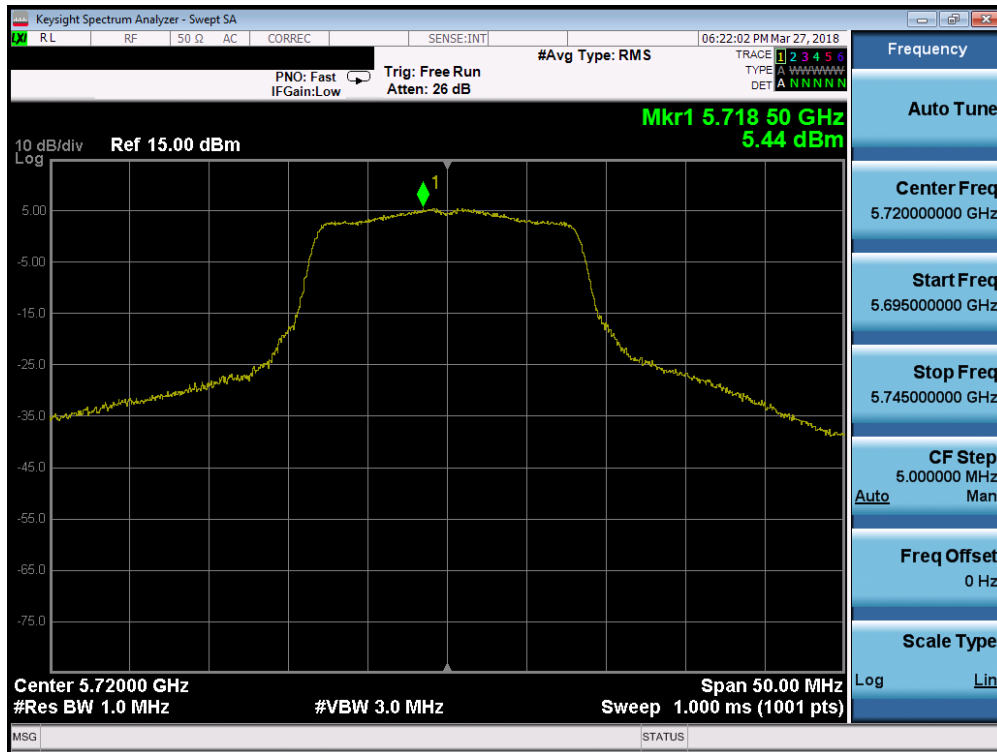 Keysight Spectrum Analyzer - Swept SA
LXI RL RF 50 Ω AC CORREC SENSE:INT 06:22:02 PM Mar 27, 2018
#Avg Type: RMS
TRACE 1 2 3 4 5 6
TYPE A WWWWW
DET A N N N N N
PNO: Fast
IFGain:Low
Trig: Free Run
Atten: 26 dB
Mkr1 5.718 50 GHz
5.44 dBm
10 dB/div Ref 15.00 dBm
Log
1
5.00
-5.00
-15.0
-25.0
-35.0
-45.0
-55.0
-65.0
-75.0
Center 5.72000 GHz Span 50.00 MHz
#Res BW 1.0 MHz #VBW 3.0 MHz Sweep 1.000 ms (1001 pts)
MSG STATUS
Frequency
Auto Tune
Center Freq
5.720000000 GHz
Start Freq
5.695000000 GHz
Stop Freq
5.745000000 GHz
CF Step
5.000000 MHz
Auto Man
Freq Offset
0 Hz
Scale Type
Log Lin